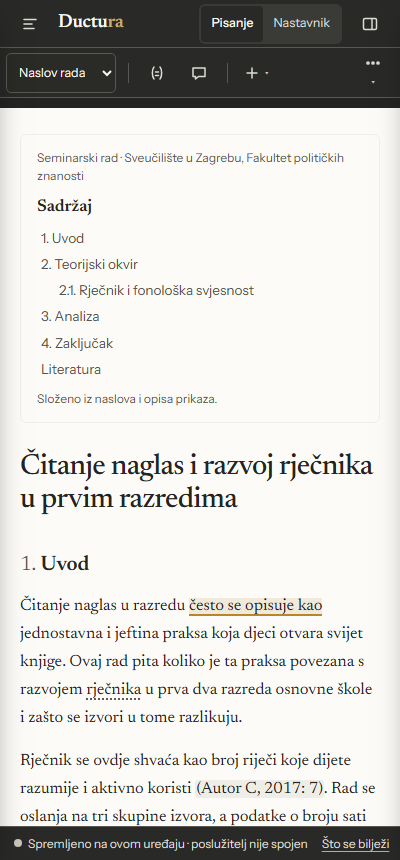 Ductura
Pisanje
Nastavnik
Naslov rada
Seminarski rad · Sveučilište u Zagrebu, Fakultet političkih
znanosti
Sadržaj
1. Uvod
2. Teorijski okvir
2.1. Rječnik i fonološka svjesnost
3. Analiza
4. Zaključak
Literatura
Složeno iz naslova i opisa prikaza.
Čitanje naglas i razvoj rječnika
u prvim razredima
1. Uvod
Čitanje naglas u razredu često se opisuje kao
jednostavna i jeftina praksa koja djeci otvara svijet
knjige. Ovaj rad pita koliko je ta praksa povezana s
razvojem rječnika u prva dva razreda osnovne škole
i zašto se izvori u tome razlikuju.
Rječnik se ovdje shvaća kao broj riječi koje dijete
razumije i aktivno koristi (Autor C, 2017: 7). Rad se
oslanja na tri skupine izvora, a podatke o broju sati
Spremljeno na ovom uređaju · poslužitelj nije spojen
Što se bilježi